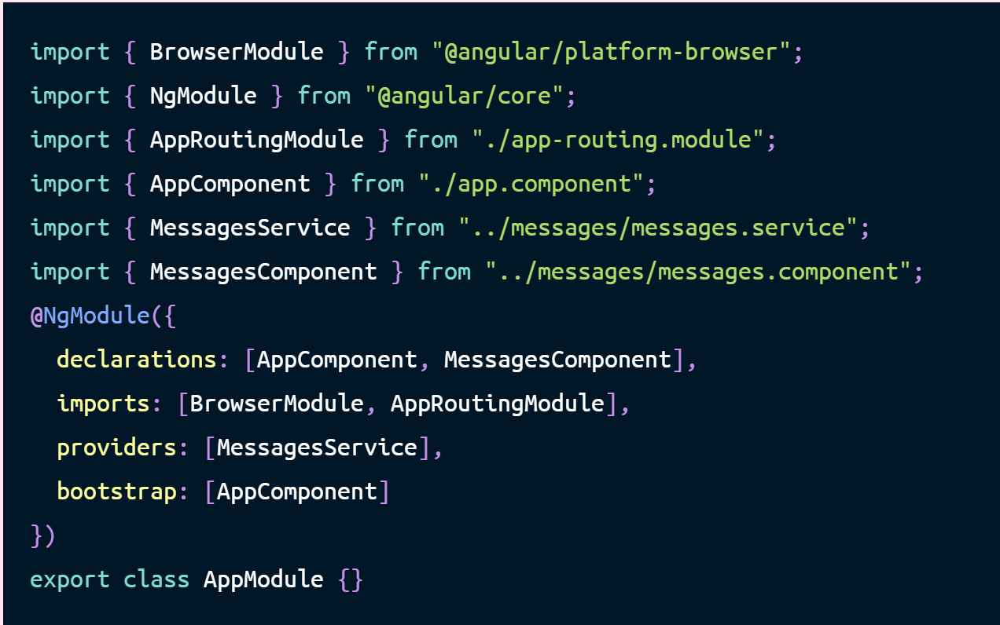 import { BrowserModule } from "@angular/platform-browser";
import { NgModule } from "@angular/core";
import { AppRoutingModule } from "./app-routing.module";
import { AppComponent } from "./app.component";
import { MessagesService } from "../messages/messages.service";
import { MessagesComponent } from "../messages/messages.component";
@NgModule({
  declarations: [AppComponent, MessagesComponent],
  imports: [BrowserModule, AppRoutingModule],
  providers: [MessagesService],
  bootstrap: [AppComponent]
})
export class AppModule {}